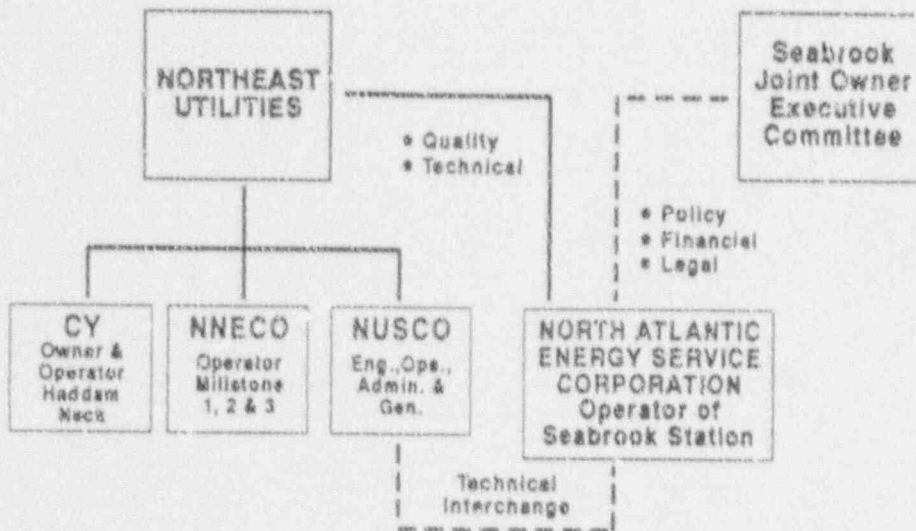 NORTHEAST
UTILITIES
Seabrook
Joint Owner
Executive
Committee
* Quality
* Technical
* Policy
* Financial
* Legal
CY
Owner &
Operator
Haddam
Neck
NNECO
Operator
Millstone
1, 2 & 3
NUSCO
Eng.,Ops.,
Admin. &
Gen.
NORTH ATLANTIC
ENERGY SERVICE
CORPORATION
Operator of
Seabrook Station
Technical
Interchange